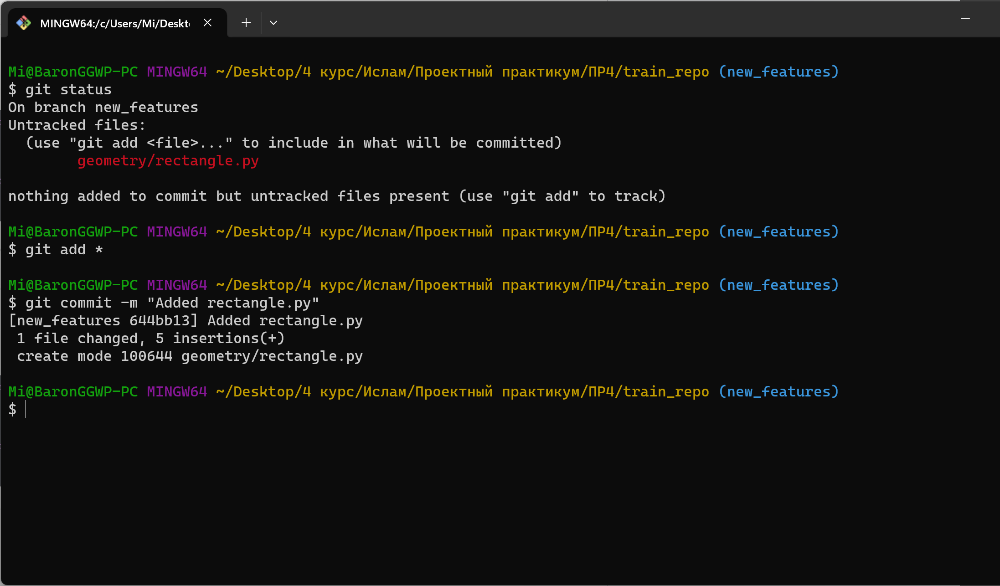 MINGW64:/c/Users/Mi/Deskt
Mi@BaronGGWP-PC MINGW64 ~/Desktop/4 курс/Ислам/Проектный практикум/ПР4/train_repo (new_features)
$ git status
On branch new_features
Untracked files:
  (use "git add <file>..." to include in what will be committed)
        geometry/rectangle.py
nothing added to commit but untracked files present (use "git add" to track)
Mi@BaronGGWP-PC MINGW64 ~/Desktop/4 курс/Ислам/Проектный практикум/ПР4/train_repo (new_features)
$ git add *
Mi@BaronGGWP-PC MINGW64 ~/Desktop/4 курс/Ислам/Проектный практикум/ПР4/train_repo (new_features)
$ git commit -m "Added rectangle.py"
[new_features 644bb13] Added rectangle.py
 1 file changed, 5 insertions(+)
 create mode 100644 geometry/rectangle.py
Mi@BaronGGWP-PC MINGW64 ~/Desktop/4 курс/Ислам/Проектный практикум/ПР4/train_repo (new_features)
$